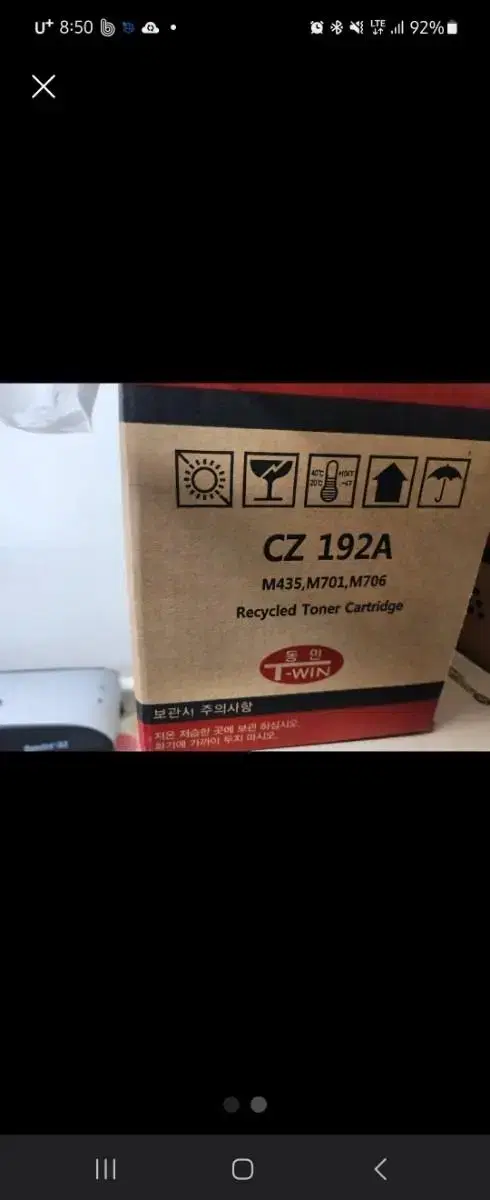 U+ 8:50
LTE 92%
40°C
20°C
CZ 192A
M435,M701,M706
Recycled Toner Cartridge
동 인
T-WIN
보관시 주의사항
저온 저습한 곳에 보관 하십시오.
화기에 가까이 두지 마시오.